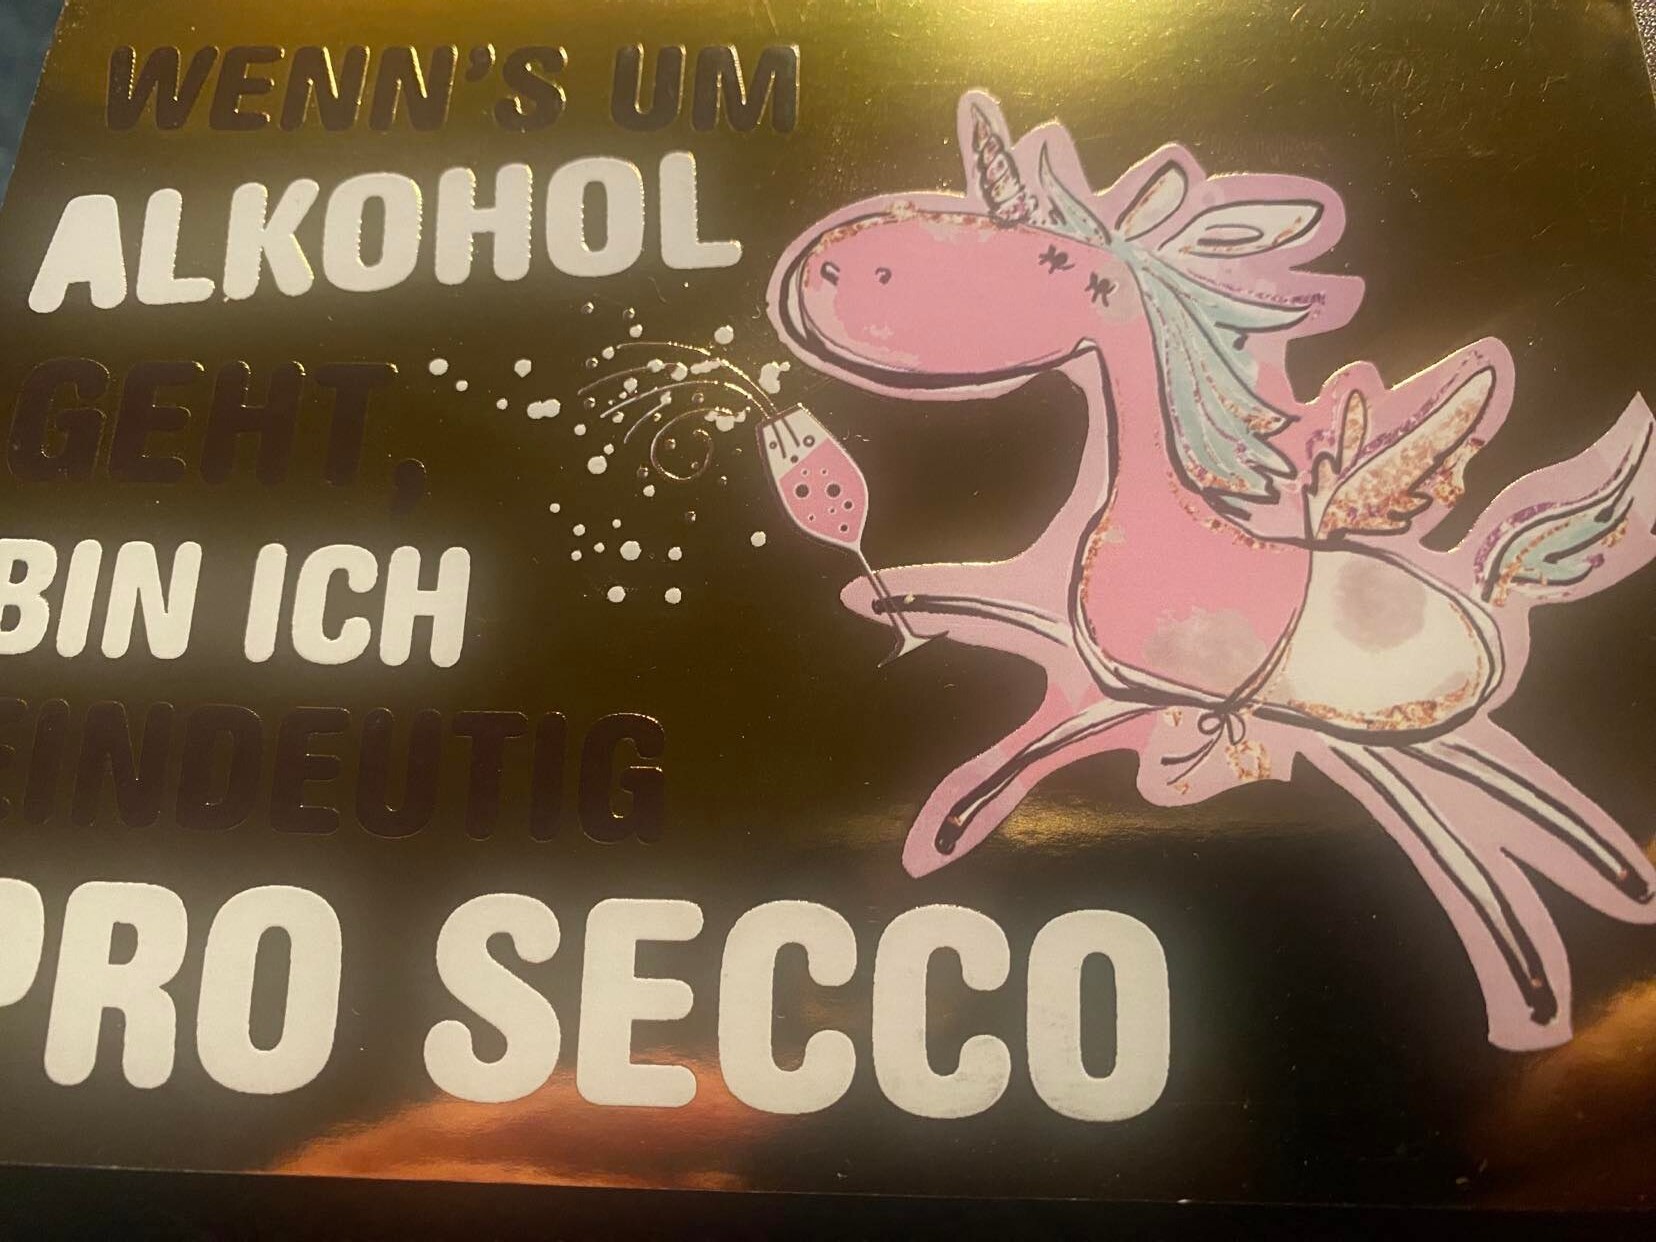 WENN'S UM
ALKOHOL
GEHT,
BIN ICH
EINDEUTIG
PRO SECCO